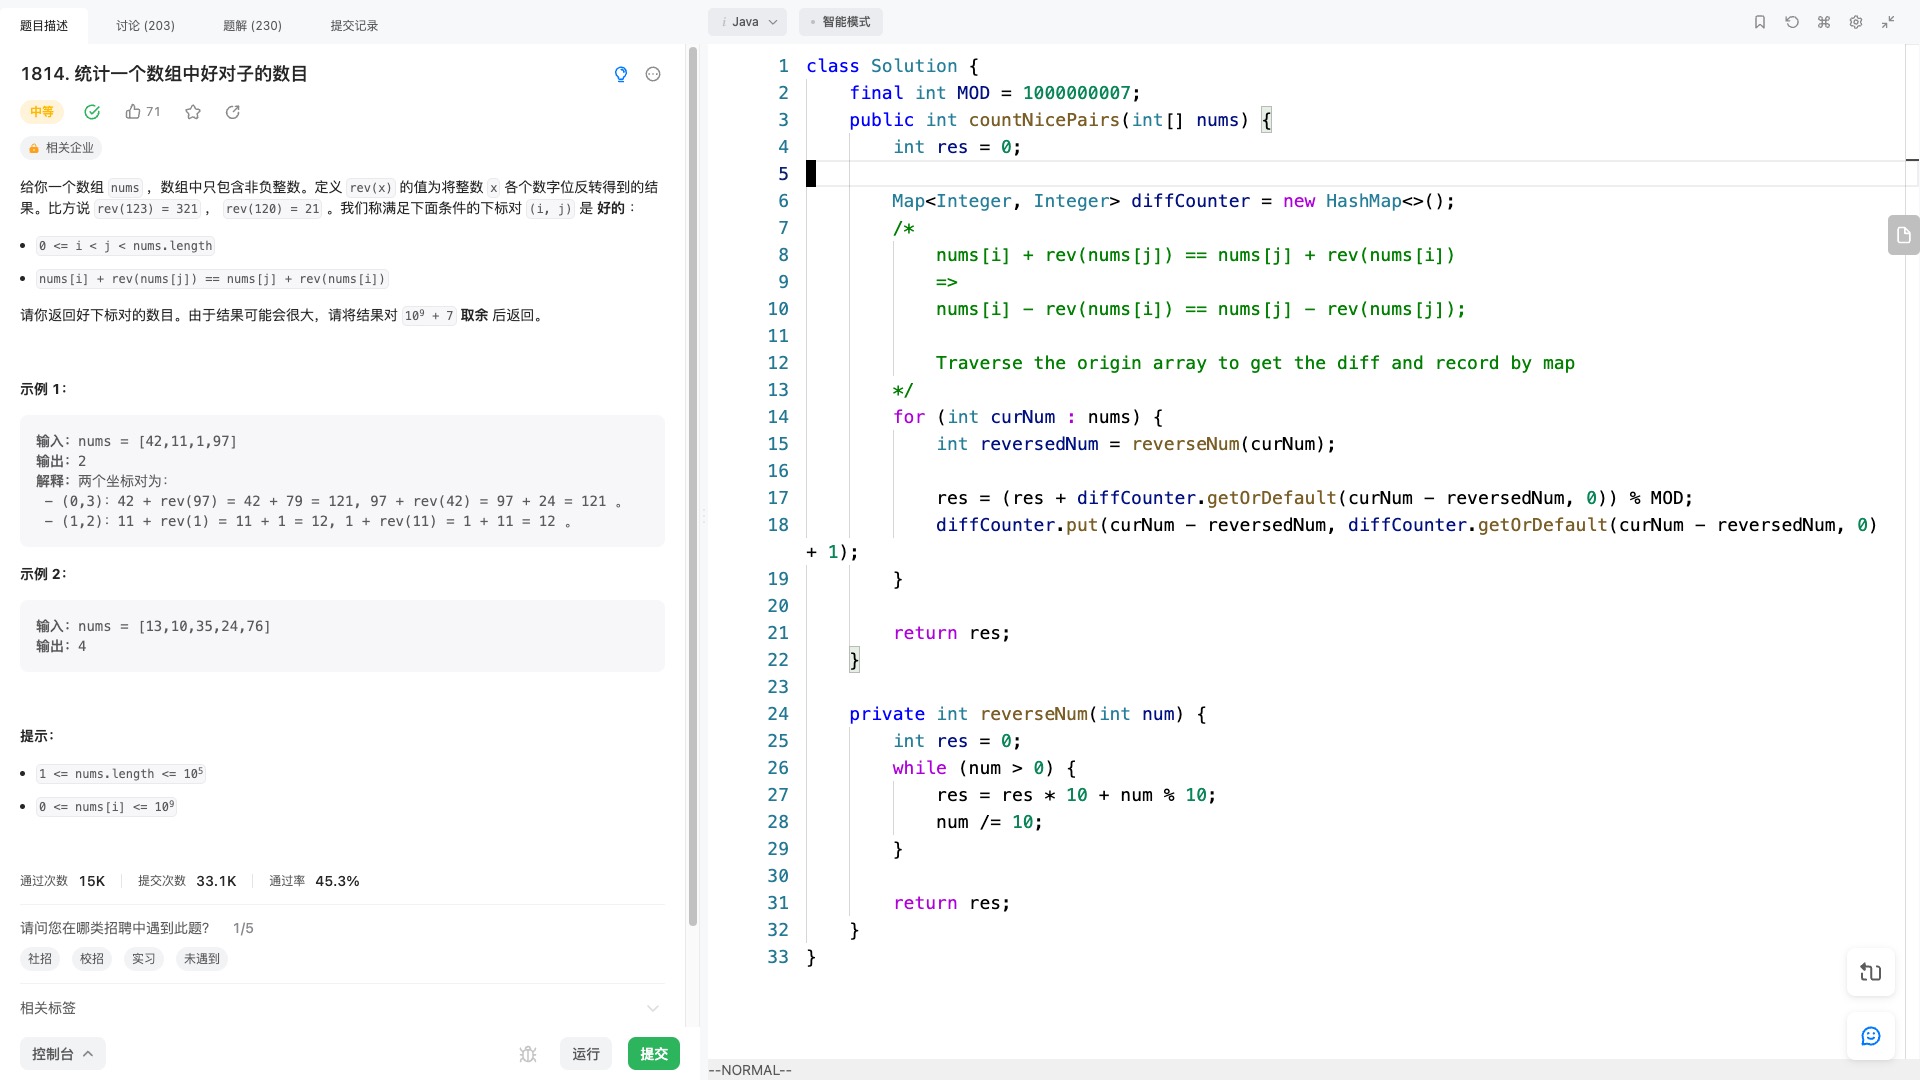 题目描述
讨论 (203)
题解 (230)
提交记录
1814. 统计一个数组中好对子的数目
中等
71
相关企业
给你一个数组 nums ，数组中只包含非负整数。定义 rev(x) 的值为将整数 x 各个数字位反转得到的结
果。比方说 rev(123) = 321 ， rev(120) = 21 。我们称满足下面条件的下标对 (i, j) 是 好的 ：
0 <= i < j < nums.length
nums[i] + rev(nums[j]) == nums[j] + rev(nums[i])
请你返回好下标对的数目。由于结果可能会很大，请将结果对 10⁹ + 7 取余 后返回。
示例 1：
输入：nums = [42,11,1,97]
输出：2
解释：两个坐标对为：
- (0,3)：42 + rev(97) = 42 + 79 = 121, 97 + rev(42) = 97 + 24 = 121 。
- (1,2)：11 + rev(1) = 11 + 1 = 12, 1 + rev(11) = 1 + 11 = 12 。
示例 2：
输入：nums = [13,10,35,24,76]
输出：4
提示：
1 <= nums.length <= 10⁵
0 <= nums[i] <= 10⁹
通过次数 15K
提交次数 33.1K
通过率 45.3%
请问您在哪类招聘中遇到此题？ 1/5
社招
校招
实习
未遇到
相关标签
控制台
运行
提交
i Java
智能模式
1 class Solution {
2     final int MOD = 1000000007;
3     public int countNicePairs(int[] nums) {
4         int res = 0;
5
6         Map<Integer, Integer> diffCounter = new HashMap<>();
7         /*
8             nums[i] + rev(nums[j]) == nums[j] + rev(nums[i])
9             =>
10             nums[i] - rev(nums[i]) == nums[j] - rev(nums[j]);
11
12             Traverse the origin array to get the diff and record by map
13         */
14         for (int curNum : nums) {
15             int reversedNum = reverseNum(curNum);
16
17             res = (res + diffCounter.getOrDefault(curNum - reversedNum, 0)) % MOD;
18             diffCounter.put(curNum - reversedNum, diffCounter.getOrDefault(curNum - reversedNum, 0)
+ 1);
19         }
20
21         return res;
22     }
23
24     private int reverseNum(int num) {
25         int res = 0;
26         while (num > 0) {
27             res = res * 10 + num % 10;
28             num /= 10;
29         }
30
31         return res;
32     }
33 }
--NORMAL--